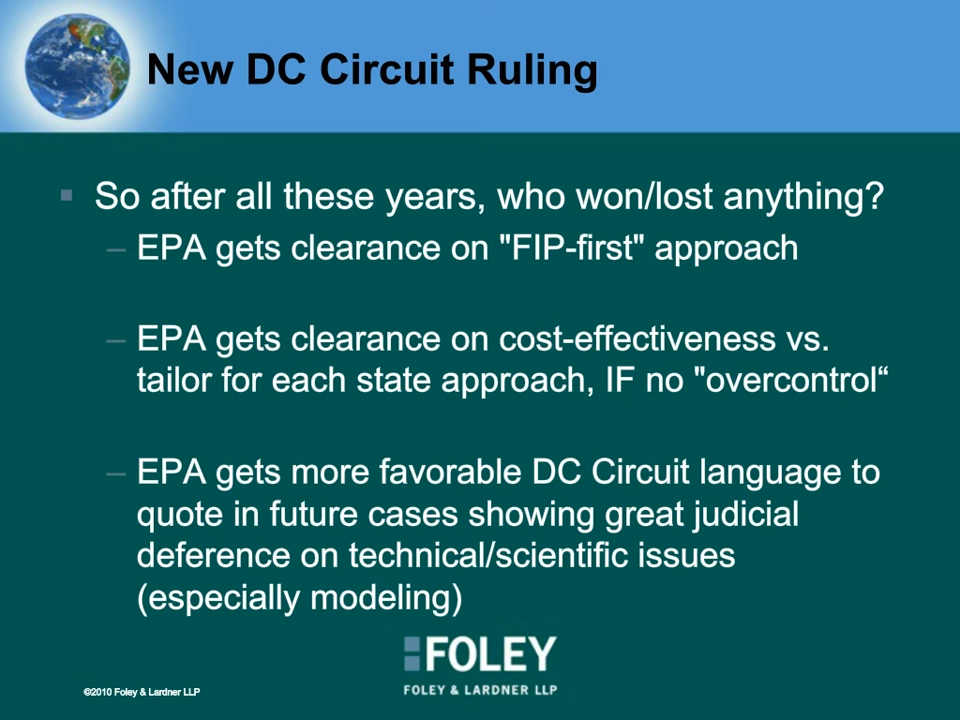 New DC Circuit Ruling
▪ So after all these years, who won/lost anything?
– EPA gets clearance on "FIP-first" approach
– EPA gets clearance on cost-effectiveness vs.
tailor for each state approach, IF no "overcontrol“
– EPA gets more favorable DC Circuit language to
quote in future cases showing great judicial
deference on technical/scientific issues
(especially modeling)
FOLEY
FOLEY & LARDNER LLP
©2010 Foley & Lardner LLP